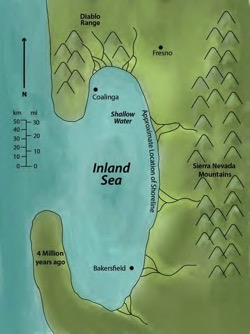 Diablo
Range
Fresno
N
Coalinga
km mi
50 30
40
30 20
20
10 10
0 0
Shallow
Water
Approximate Location of Shoreline
Inland
Sea
Sierra Nevada
Mountains
4 Million
years ago
Bakersfield